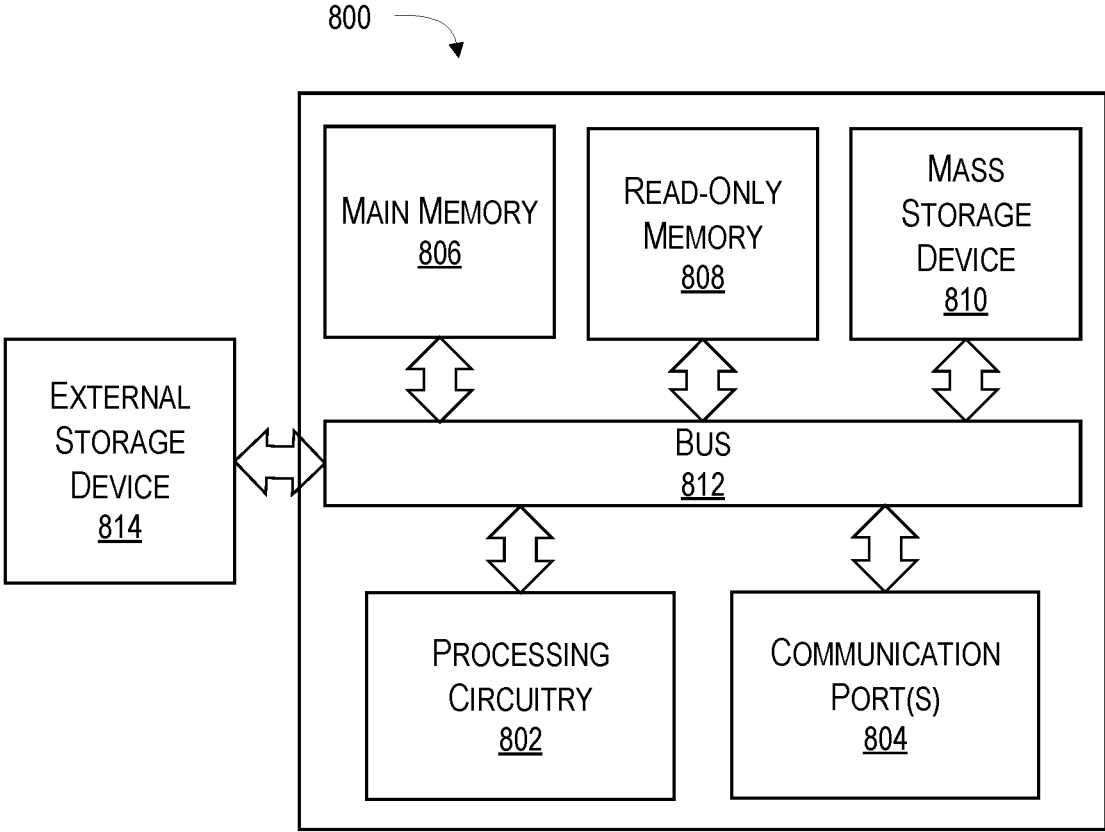 800
MAIN MEMORY
806
READ-ONLY
MEMORY
808
MASS
STORAGE
DEVICE
810
EXTERNAL
STORAGE
DEVICE
814
BUS
812
PROCESSING
CIRCUITRY
802
COMMUNICATION
PORT(S)
804